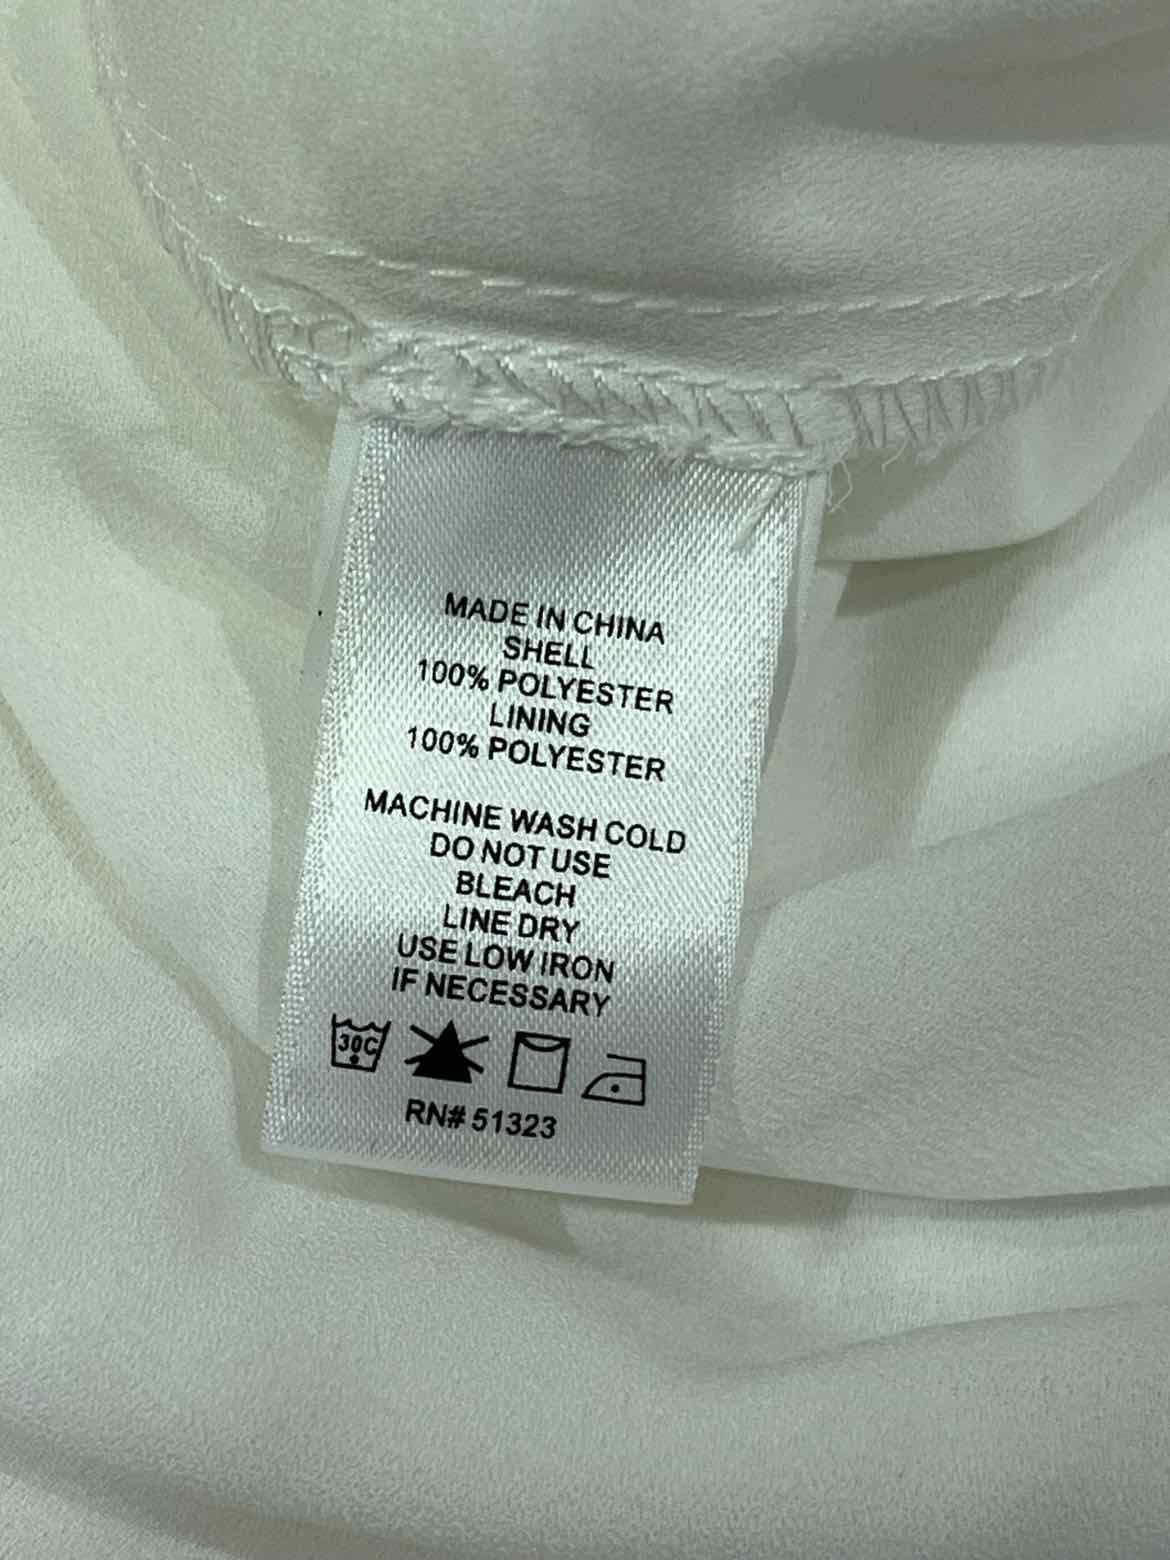 MADE IN CHINA
SHELL
100% POLYESTER
LINING
100% POLYESTER
MACHINE WASH COLD
DO NOT USE
BLEACH
LINE DRY
USE LOW IRON
IF NECESSARY
30C
RN# 51323